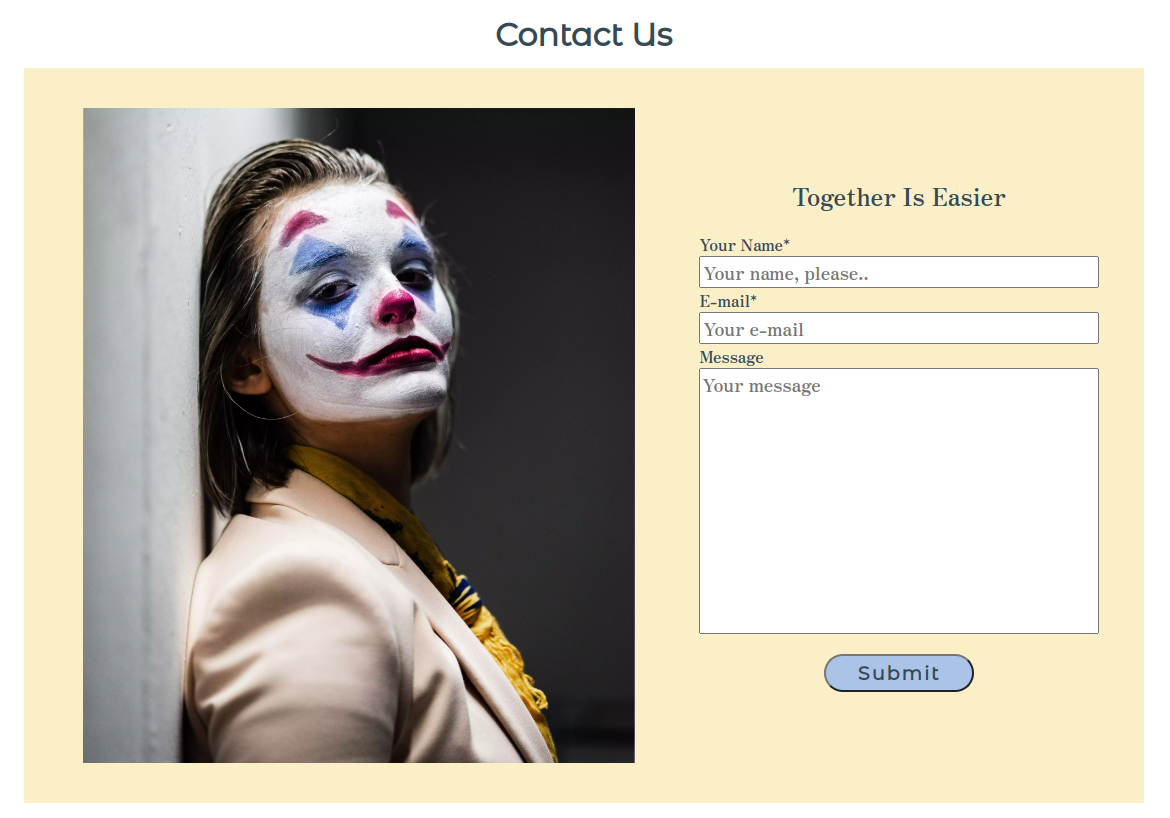 Contact Us
Together Is Easier
Your Name*
Your name, please..
E-mail*
Your e-mail
Message
Your message
Submit